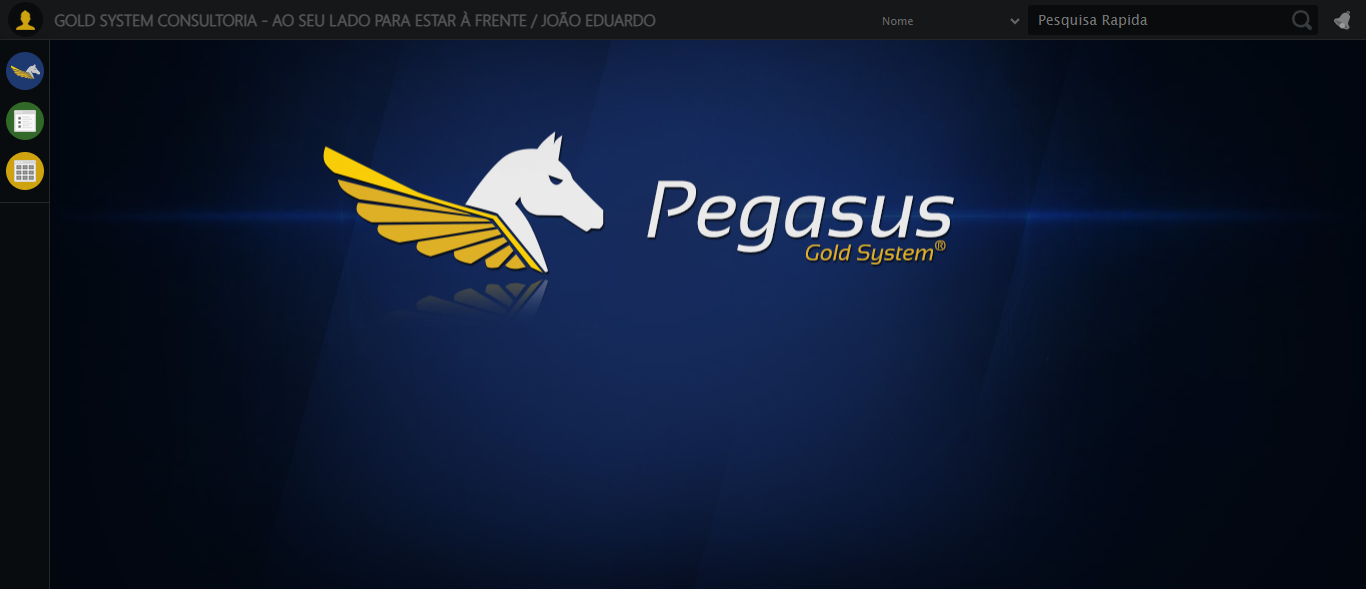 GOLD SYSTEM CONSULTORIA - AO SEU LADO PARA ESTAR À FRENTE / JOÃO EDUARDO
Nome
Pesquisa Rapida
Pegasus
Gold System®